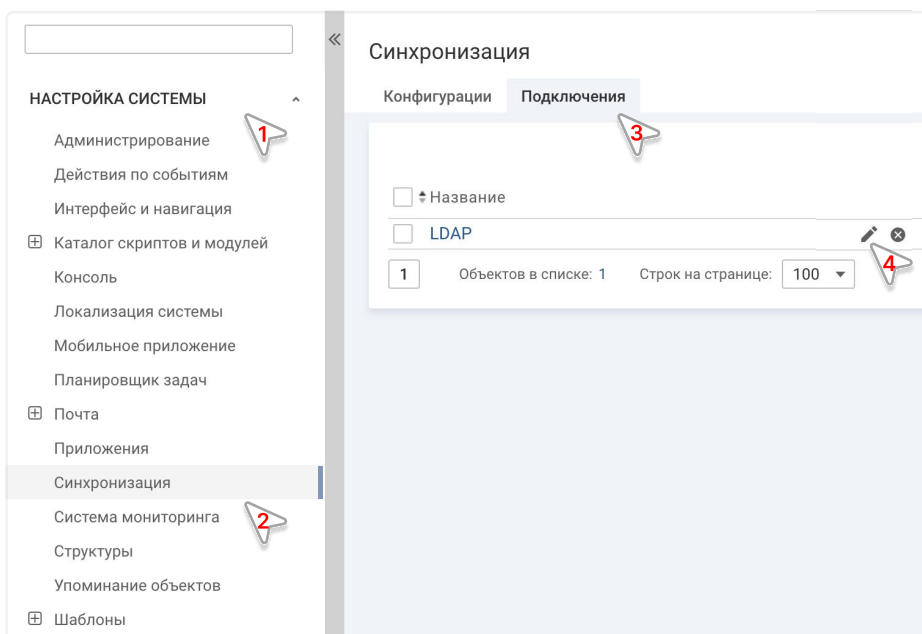 НАСТРОЙКА СИСТЕМЫ
1
Администрирование
Действия по событиям
Интерфейс и навигация
Каталог скриптов и модулей
Консоль
Локализация системы
Мобильное приложение
Планировщик задач
Почта
Приложения
Синхронизация
Система мониторинга
2
Структуры
Упоминание объектов
Шаблоны
Синхронизация
Конфигурации Подключения
3
Название
LDAP
4
1 Объектов в списке: 1 Строк на странице: 100